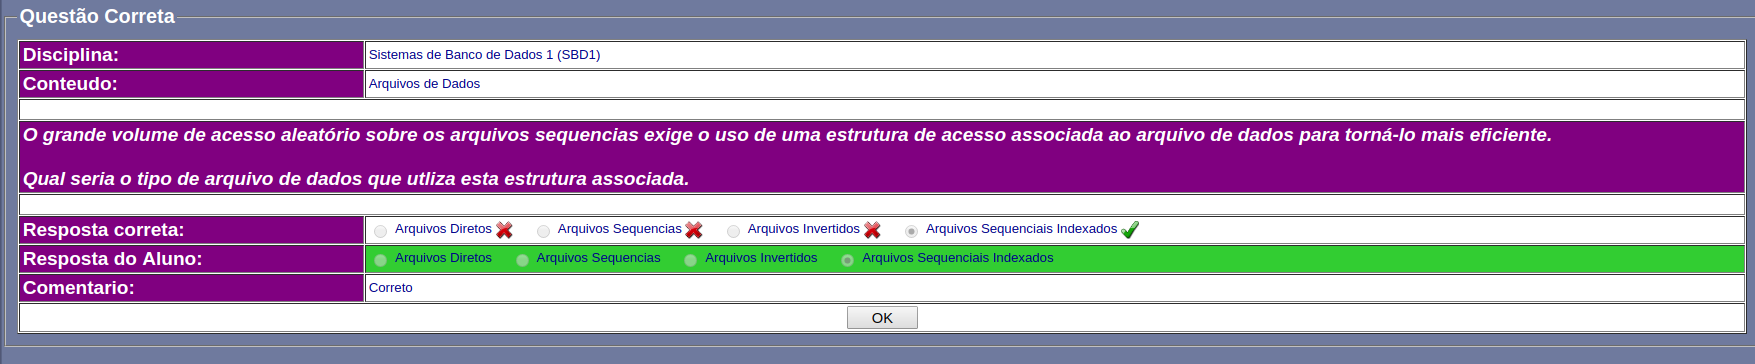 Questão Correta
Disciplina: Sistemas de Banco de Dados 1 (SBD1)
Conteudo: Arquivos de Dados
O grande volume de acesso aleatório sobre os arquivos sequencias exige o uso de uma estrutura de acesso associada ao arquivo de dados para torná-lo mais eficiente.
Qual seria o tipo de arquivo de dados que utliza esta estrutura associada.
Resposta correta: Arquivos Diretos Arquivos Sequencias Arquivos Invertidos Arquivos Sequenciais Indexados
Resposta do Aluno: Arquivos Diretos Arquivos Sequencias Arquivos Invertidos Arquivos Sequenciais Indexados
Comentario: Correto
OK